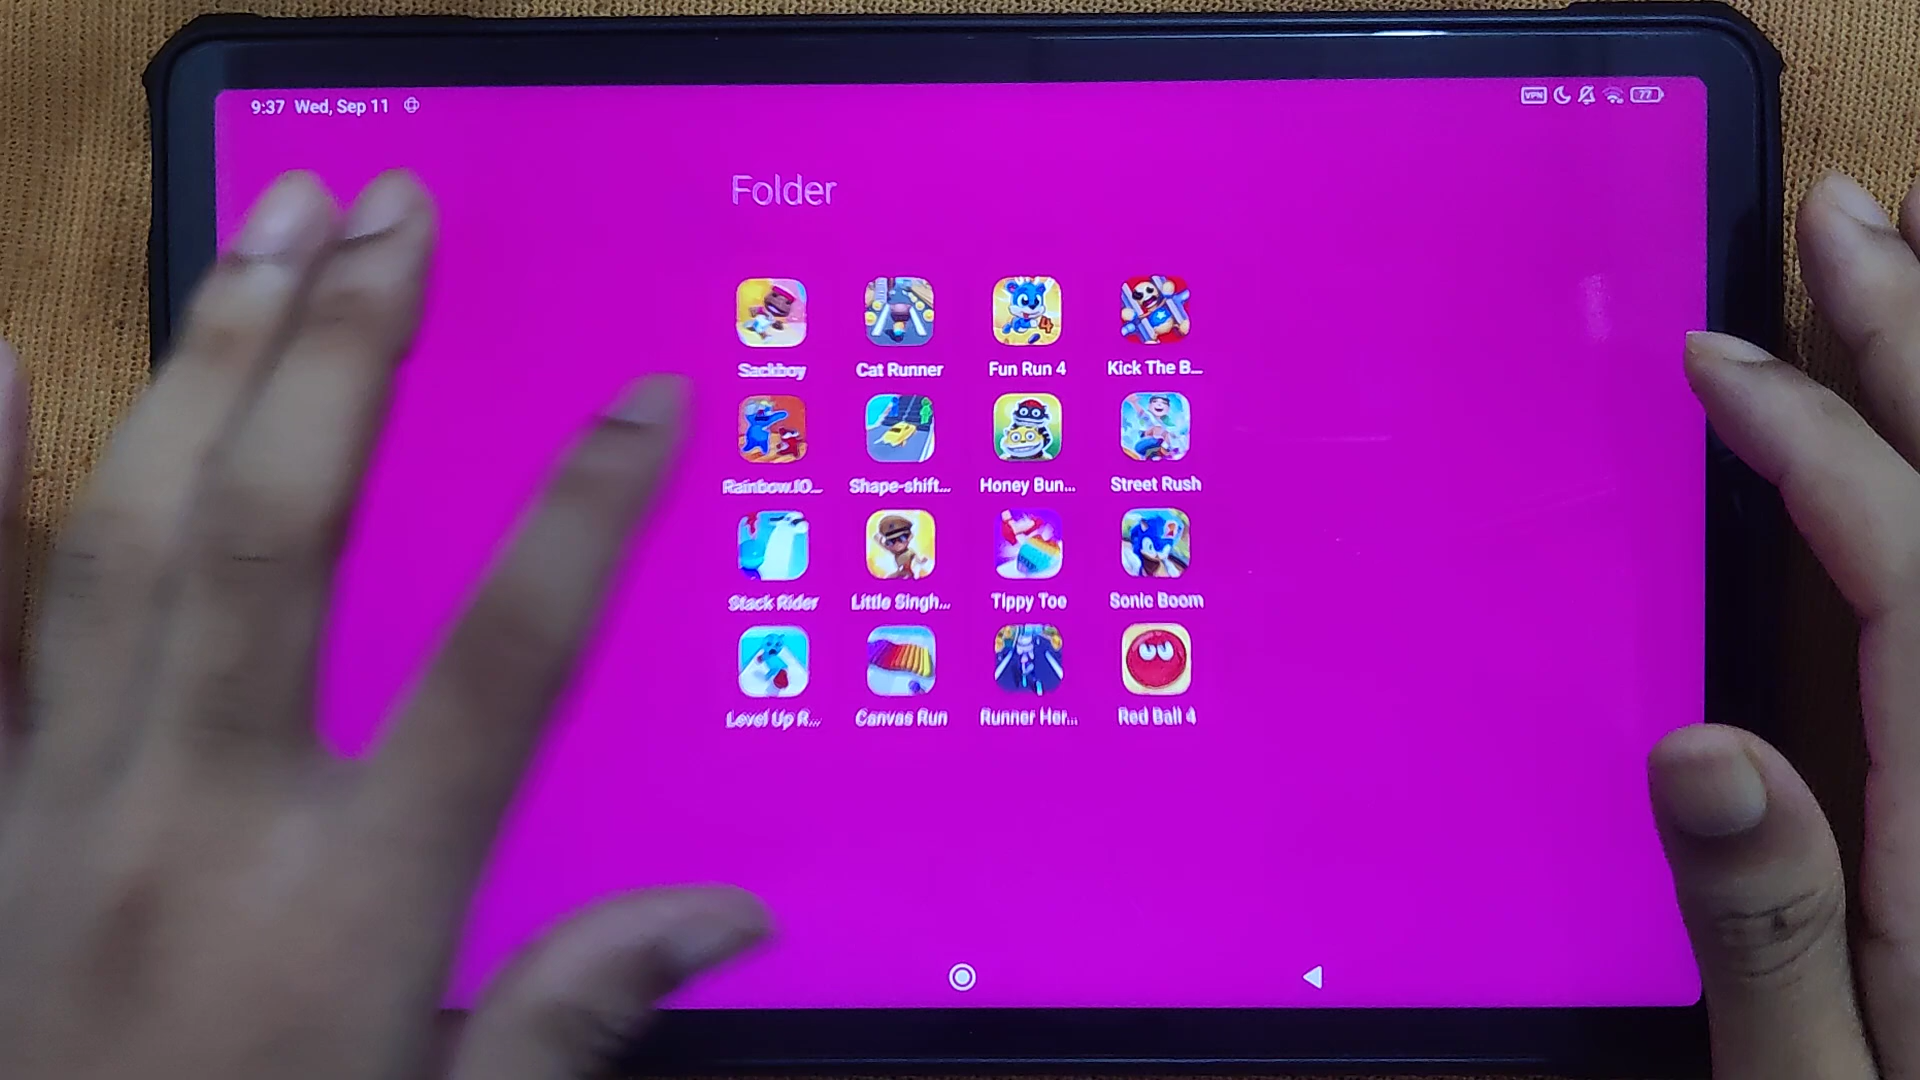 9:37 Wed, Sep 11
VPN
77
Folder
Sackboy
Cat Runner
Fun Run 4
Kick The B...
Rainbow.IO...
Shape-shift...
Honey Bun...
Street Rush
Stack Rider
Little Singh...
Tippy Toe
Sonic Boom
Level Up R...
Canvas Run
Runner Her...
Red Ball 4